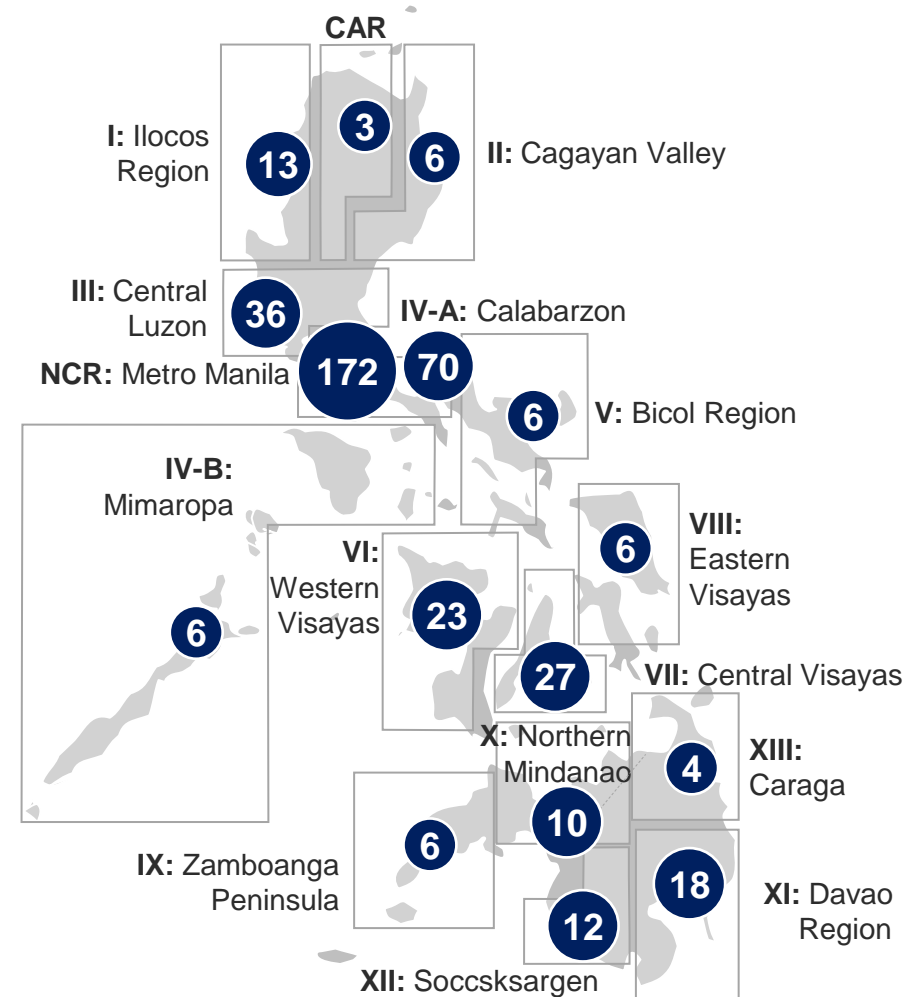 CAR
3
I: Ilocos
Region
13
6
II: Cagayan Valley
III: Central
Luzon
36
IV-A: Calabarzon
NCR: Metro Manila
172
70
6
V: Bicol Region
IV-B:
Mimaropa
6
VI:
Western
Visayas
23
6
VIII:
Eastern
Visayas
27
VII: Central Visayas
X: Northern
Mindanao
10
4
XIII:
Caraga
6
IX: Zamboanga
Peninsula
18
XI: Davao
Region
12
XII: Soccsksargen